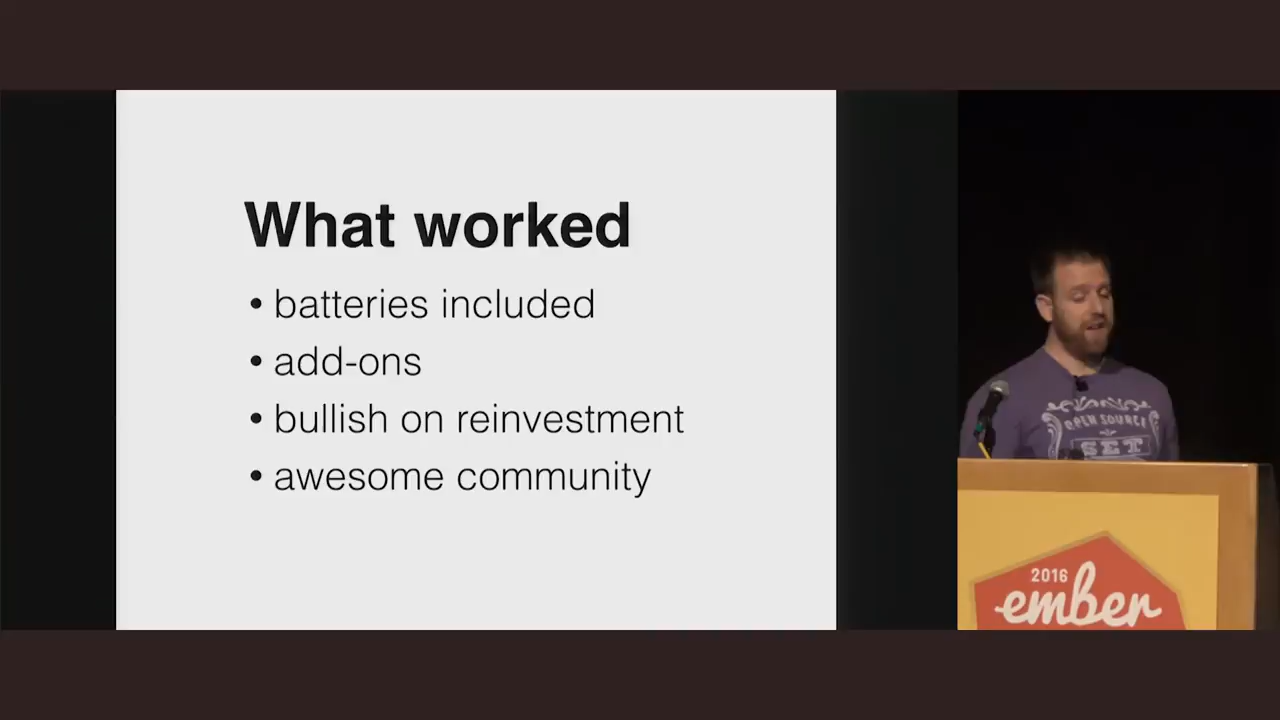 What worked
• batteries included
• add-ons
• bullish on reinvestment
• awesome community
OPEN SOURCE
SET
2016
ember